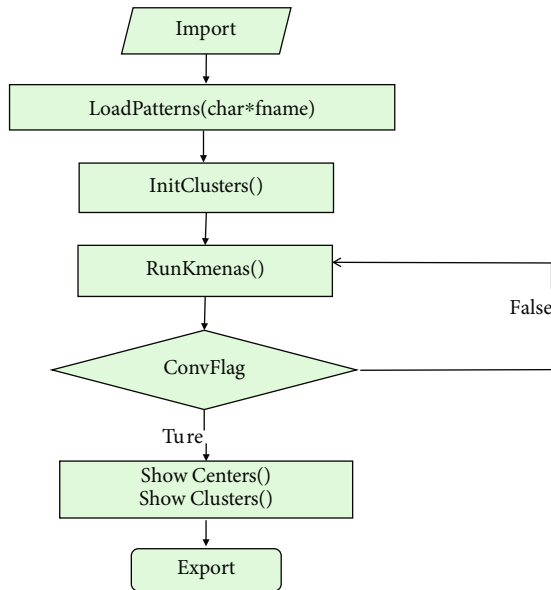 Import
LoadPatterns(char*fname)
InitClusters()
RunKmenas()
False
ConvFlag
Ture
Show Centers()
Show Clusters()
Export